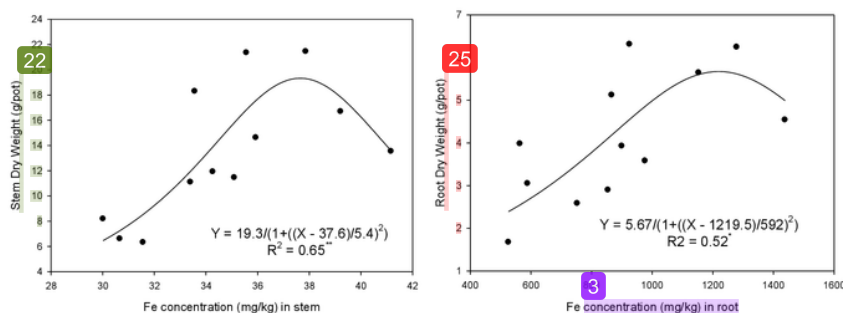 24
22
22
20
18
16
14
12
10
8
6
4
Stem Dry Weight (g/pot)
Y = 19.3/(1+((X - 37.6)/5.4)²)
R² = 0.65**
28 30 32 34 36 38 40 42
Fe concentration (mg/kg) in stem
7
25
5
4
3
2
1
Root Dry Weight (g/pot)
Y = 5.67/(1+((X - 1219.5)/592)²)
R2 = 0.52*
400 600 1000 1200 1400 1600
3
Fe concentration (mg/kg) in root